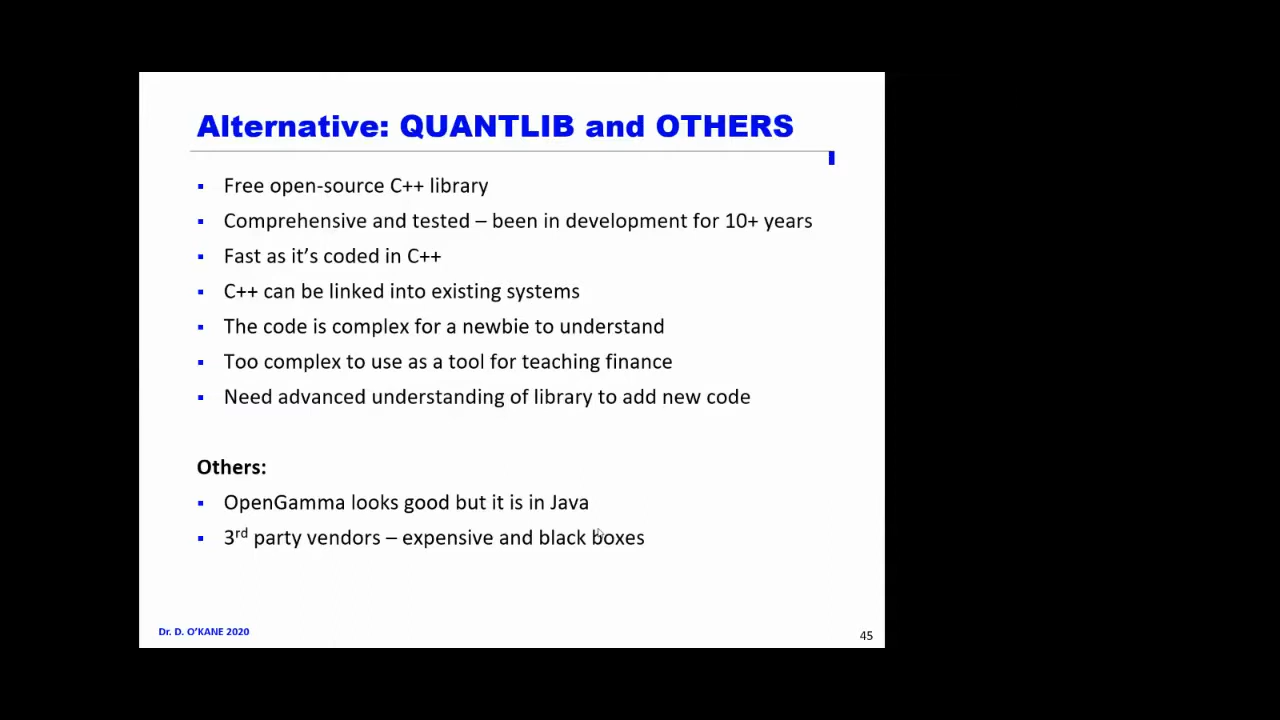 Alternative: QUANTLIB and OTHERS
▪ Free open-source C++ library
▪ Comprehensive and tested – been in development for 10+ years
▪ Fast as it’s coded in C++
▪ C++ can be linked into existing systems
▪ The code is complex for a newbie to understand
▪ Too complex to use as a tool for teaching finance
▪ Need advanced understanding of library to add new code
Others:
▪ OpenGamma looks good but it is in Java
▪ 3rd party vendors – expensive and black boxes
Dr. D. O’KANE 2020
45